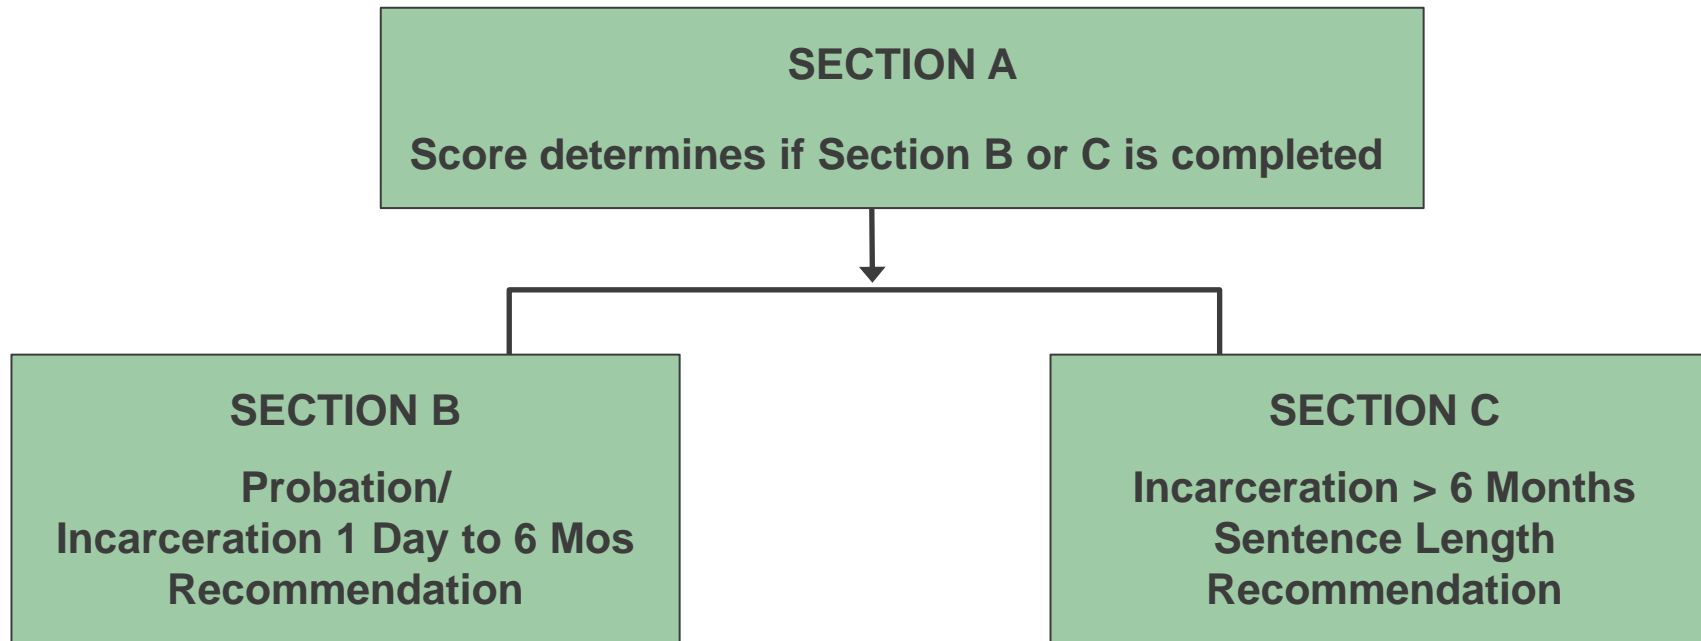 SECTION A
Score determines if Section B or C is completed
SECTION B
Probation/
Incarceration 1 Day to 6 Mos
Recommendation
SECTION C
Incarceration > 6 Months
Sentence Length
Recommendation